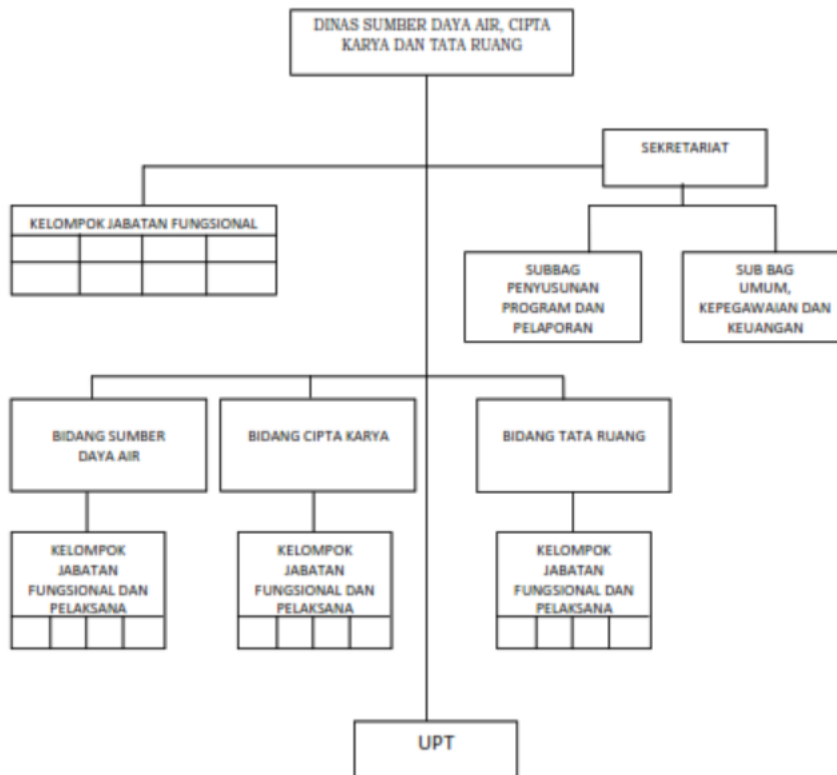 DINAS SUMBER DAYA AIR, CIPTA
KARYA DAN TATA RUANG
SEKRETARIAT
KELOMPOK JABATAN FUNGSIONAL
SUBBAG
PENYUSUNAN
PROGRAM DAN
PELAPORAN
SUB BAG
UMUM,
KEPEGAWAIAN DAN
KEUANGAN
BIDANG SUMBER
DAYA AIR
BIDANG CIPTA KARYA
BIDANG TATA RUANG
KELOMPOK
JABATAN
FUNGSIONAL DAN
PELAKSANA
KELOMPOK
JABATAN
FUNGSIONAL DAN
PELAKSANA
KELOMPOK
JABATAN
FUNGSIONAL DAN
PELAKSANA
UPT